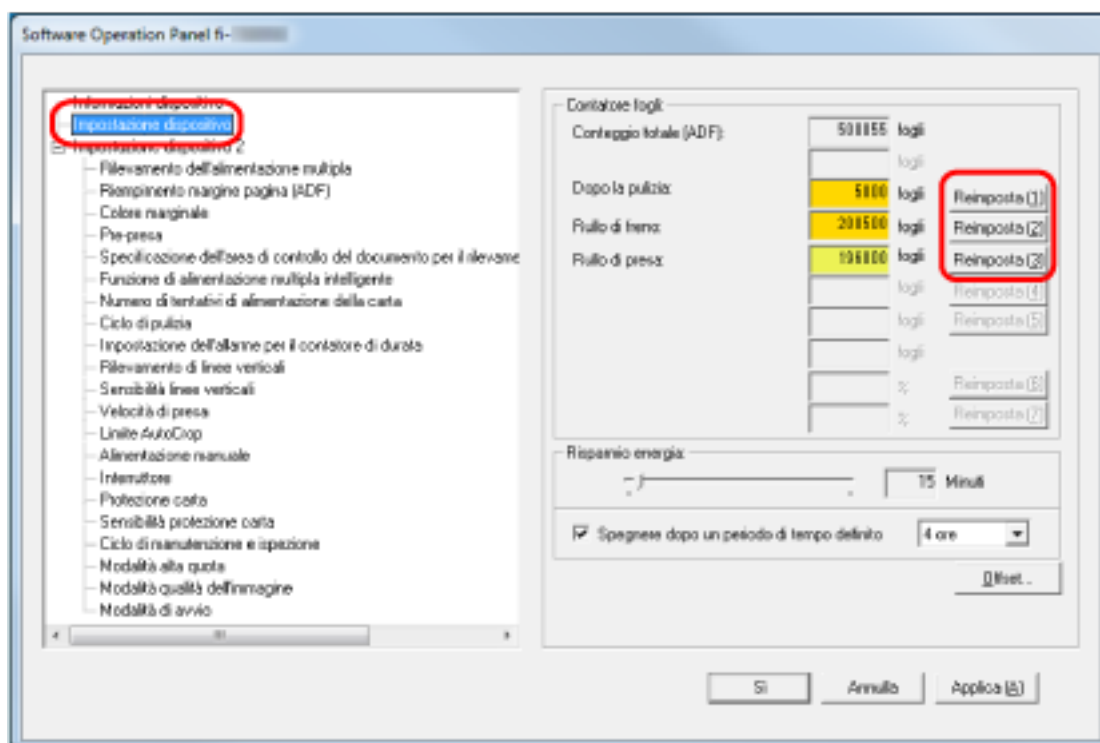 Software Operation Panel fi-
Informazioni dispositivo
Impostazione dispositivo
Impostazione dispositivo 2
Rilevamento dell'alimentazione multipla
Riempimento margine pagina (ADF)
Colore marginale
Pre-presa
Specificazione dell'area di controllo del documento per il rilevame
Funzione di alimentazione multipla intelligente
Numero di tentativi di alimentazione della carta
Ciclo di pulizia
Impostazione dell'allarme per il contatore di durata
Rilevamento di linee verticali
Sensibilità linee verticali
Velocità di presa
Limite AutoCrop
Alimentazione manuale
Interruttore
Protezione carta
Sensibilità protezione carta
Ciclo di manutenzione e ispezione
Modalità alta quota
Modalità qualità dell'immagine
Modalità di avvio
Contatore fogli:
Conteggio totale (ADF): 500055 fogli
fogli
Dopo la pulizia: 5000 fogli Reimposta (1)
Rullo di freno: 200500 fogli Reimposta (2)
Rullo di presa: 196000 fogli Reimposta (3)
fogli Reimposta (4)
fogli Reimposta (5)
fogli
% Reimposta (6)
% Reimposta (7)
Risparmio energia:
15 Minuti
Spegnere dopo un periodo di tempo definito 4 ore
Offset...
Sì Annulla Applica (A)